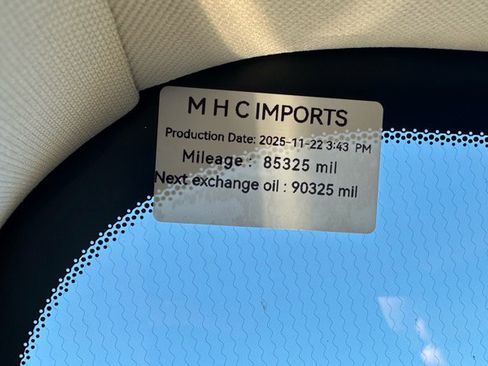 M H C IMPORTS
Production Date: 2025-11-22 3:43 PM
Mileage : 85325 mil
Next exchange oil : 90325 mil